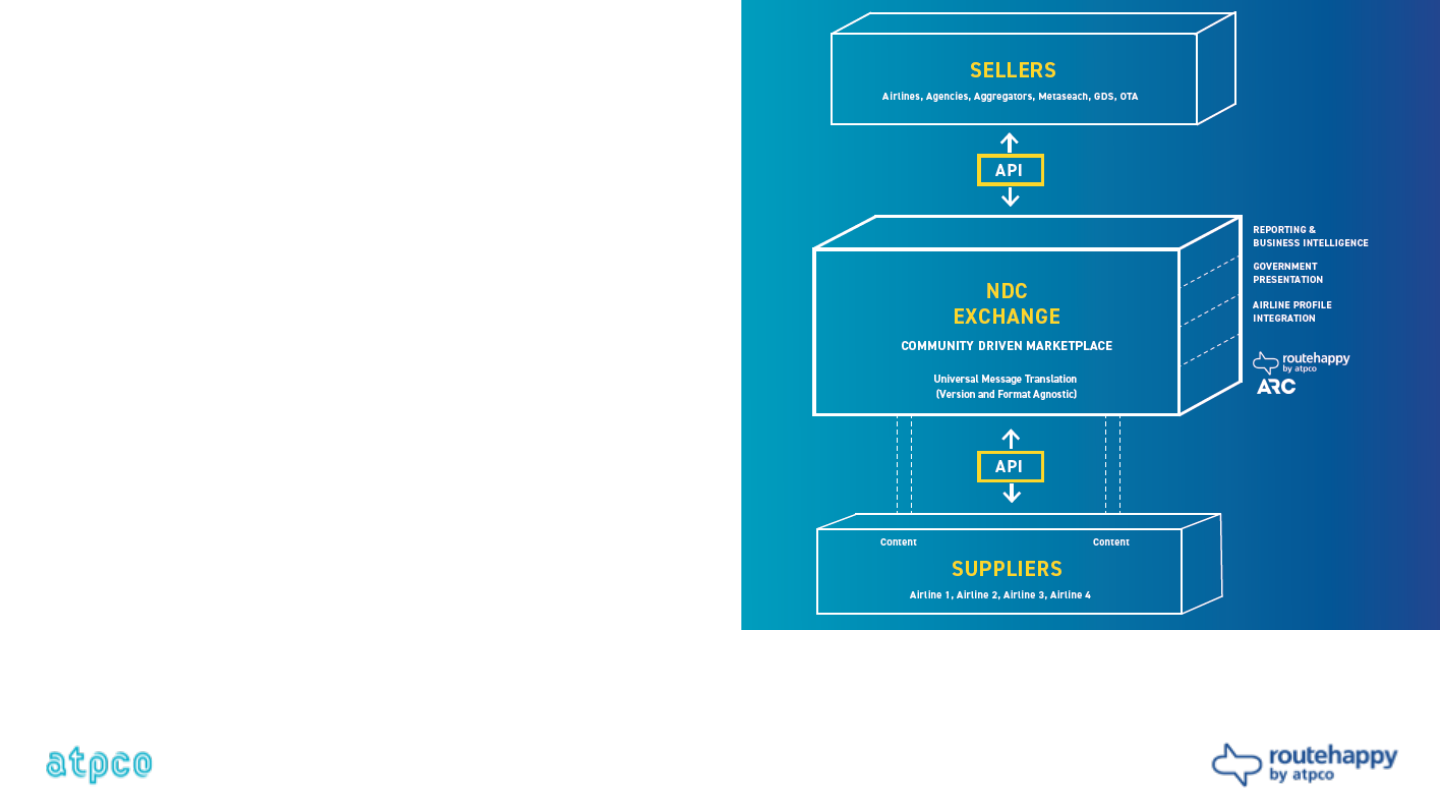 SELLERS
Airlines, Agencies, Aggregators, Metaseach, GDS, OTA
API
NDC
EXCHANGE
COMMUNITY DRIVEN MARKETPLACE
Universal Message Translation
(Version and Format Agnostic)
REPORTING &
BUSINESS INTELLIGENCE
GOVERNMENT
PRESENTATION
AIRLINE PROFILE
INTEGRATION
routehappy
by atpco
ARC
API
Content
Content
SUPPLIERS
Airline 1, Airline 2, Airline 3, Airline 4
atpco
routehappy
by atpco